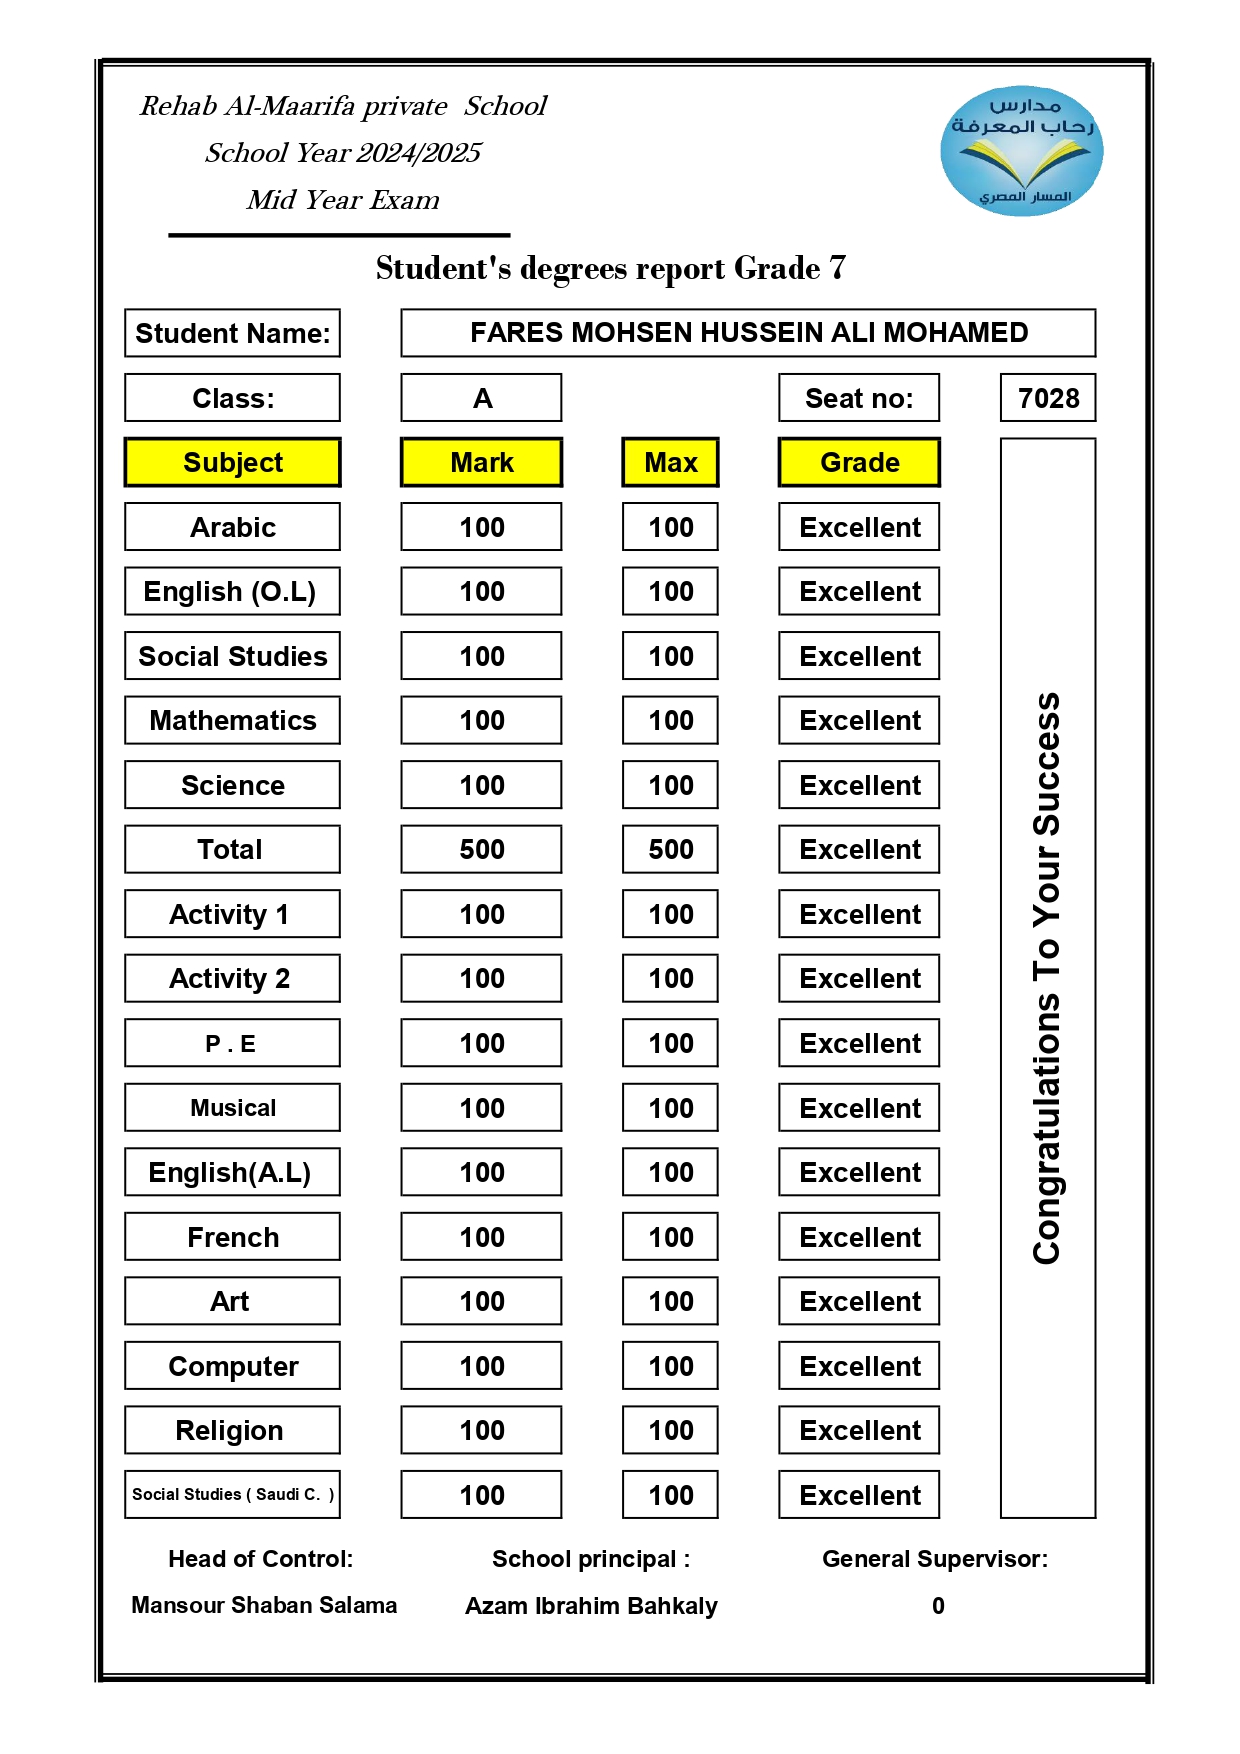 Rehab Al-Maarifa private School
School Year 2024/2025
Mid Year Exam
مدارس
رحاب المعرفة
المسار المصري
Student's degrees report Grade 7
Student Name: FARES MOHSEN HUSSEIN ALI MOHAMED
Class: A Seat no: 7028
Subject Mark Max Grade
Arabic 100 100 Excellent
English (O.L) 100 100 Excellent
Social Studies 100 100 Excellent
Mathematics 100 100 Excellent
Science 100 100 Excellent
Total 500 500 Excellent
Activity 1 100 100 Excellent
Activity 2 100 100 Excellent
P . E 100 100 Excellent
Musical 100 100 Excellent
English(A.L) 100 100 Excellent
French 100 100 Excellent
Art 100 100 Excellent
Computer 100 100 Excellent
Religion 100 100 Excellent
Social Studies ( Saudi C. ) 100 100 Excellent
Congratulations To Your Success
Head of Control: School principal : General Supervisor:
Mansour Shaban Salama Azam Ibrahim Bahkaly 0